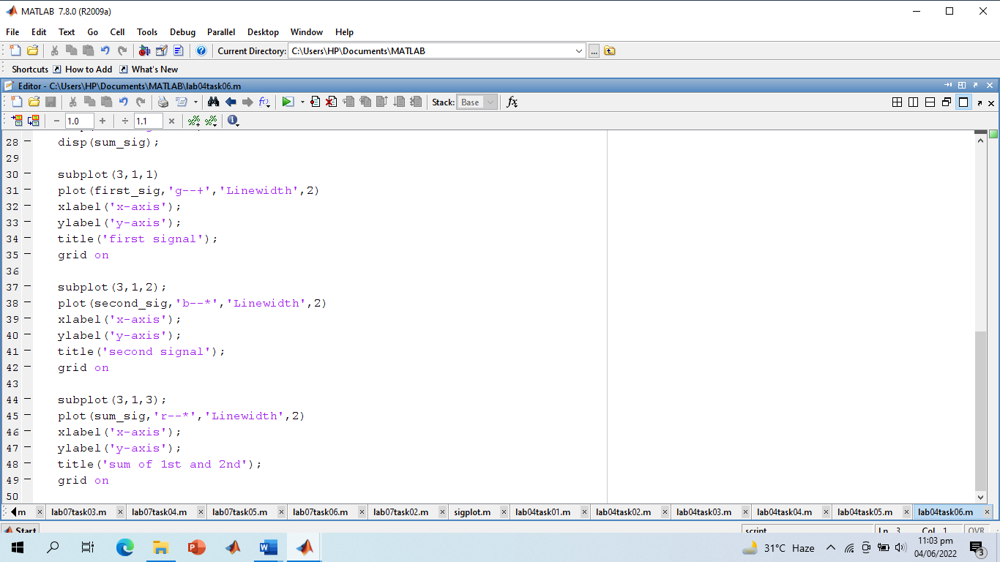 MATLAB 7.8.0 (R2009a)
File Edit Text Go Cell Tools Debug Parallel Desktop Window Help
Current Directory: C:\Users\HP\Documents\MATLAB ...
Shortcuts How to Add What's New
Editor - C:\Users\HP\Documents\MATLAB\lab04task06.m
Stack: Base fx
− 1.0 + ÷ 1.1 ×
28 − disp(sum_sig);
29
30 − subplot(3,1,1)
31 − plot(first_sig,'g--+','Linewidth',2)
32 − xlabel('x-axis');
33 − ylabel('y-axis');
34 − title('first signal');
35 − grid on
36
37 − subplot(3,1,2);
38 − plot(second_sig,'b--*','Linewidth',2)
39 − xlabel('x-axis');
40 − ylabel('y-axis');
41 − title('second signal');
42 − grid on
43
44 − subplot(3,1,3);
45 − plot(sum_sig,'r--*','Linewidth',2)
46 − xlabel('x-axis');
47 − ylabel('y-axis');
48 − title('sum of 1st and 2nd');
49 − grid on
50
m lab07task03.m lab07task04.m lab07task05.m lab07task06.m lab07task02.m sigplot.m lab04task01.m lab04task02.m lab04task03.m lab04task04.m lab04task05.m lab04task06.m
Start script Ln 3 Col 1 OVR
31°C Haze 11:03 pm
04/06/2022 3